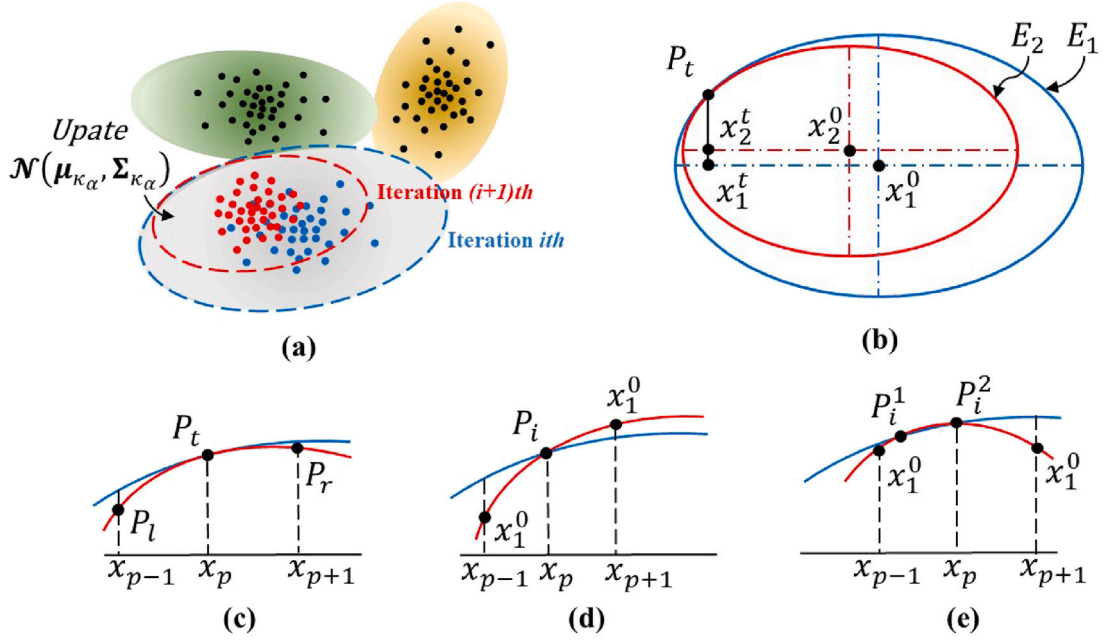 Upate
𝒩(μ_{κ_α}, Σ_{κ_α})
Iteration (i+1)th
Iteration ith
(a)
E_2
E_1
P_t
x_2^t
x_2^0
x_1^t
x_1^0
(b)
P_t
P_r
P_l
x_{p−1}
x_p
x_{p+1}
(c)
x_1^0
P_i
x_1^0
x_{p−1}
x_p
x_{p+1}
(d)
P_i^1
P_i^2
x_1^0
x_1^0
x_{p−1}
x_p
x_{p+1}
(e)